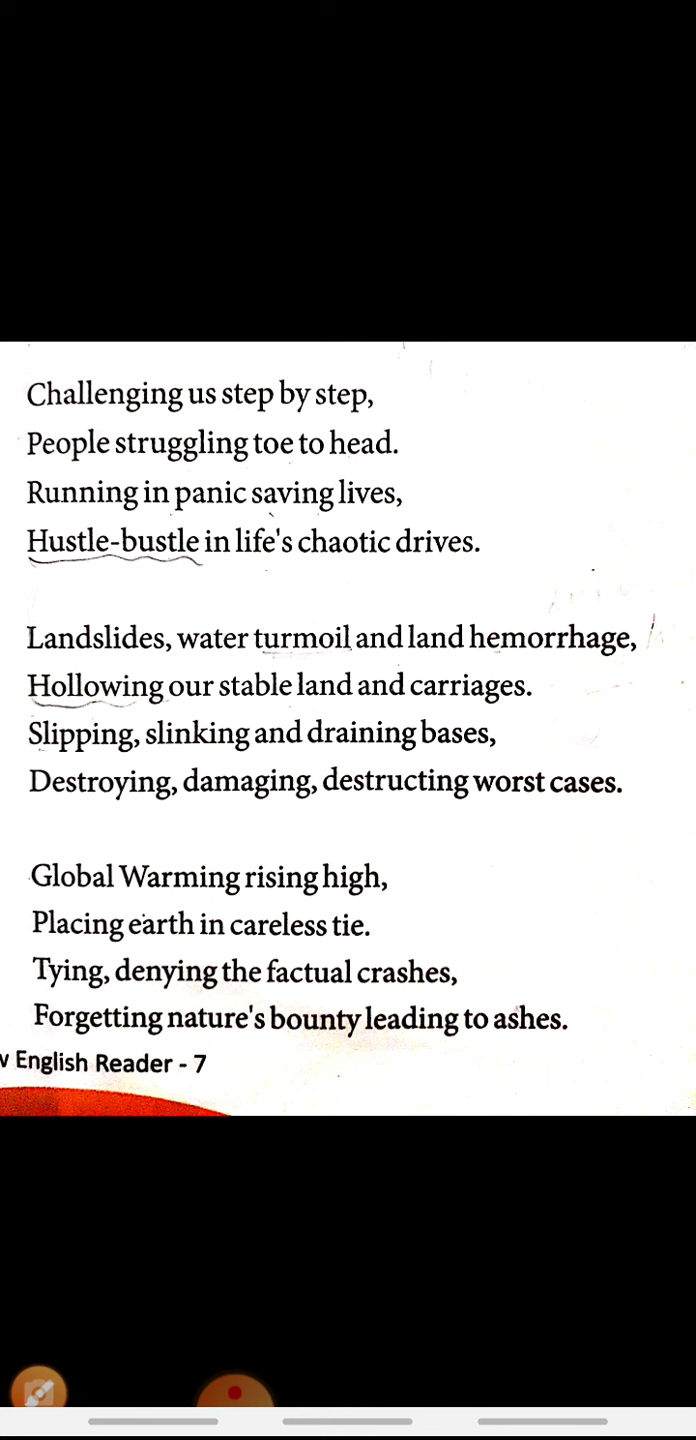 Challenging us step by step,
People struggling toe to head.
Running in panic saving lives,
Hustle-bustle in life's chaotic drives.
Landslides, water turmoil and land hemorrhage,
Hollowing our stable land and carriages.
Slipping, slinking and draining bases,
Destroying, damaging, destructing worst cases.
Global Warming rising high,
Placing earth in careless tie.
Tying, denying the factual crashes,
Forgetting nature's bounty leading to ashes.
English Reader - 7